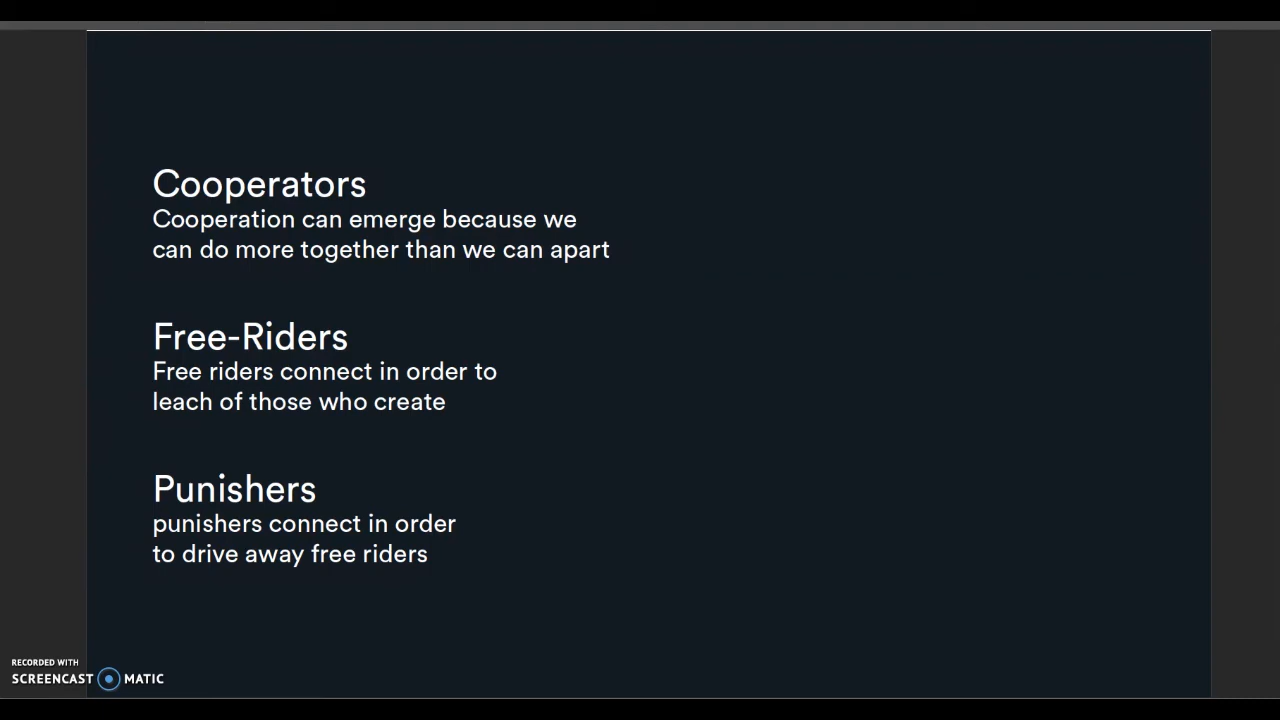 Cooperators
Cooperation can emerge because we
can do more together than we can apart
Free-Riders
Free riders connect in order to
leach of those who create
Punishers
punishers connect in order
to drive away free riders
RECORDED WITH
SCREENCAST MATIC